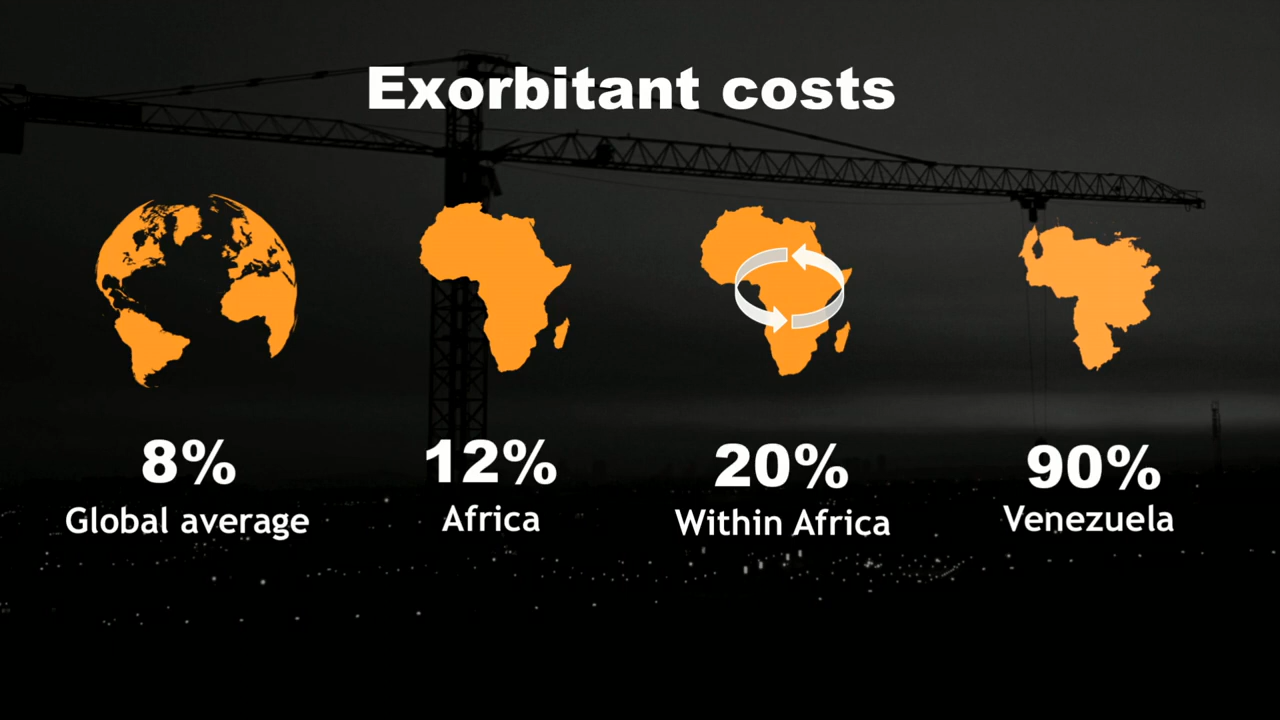 Exorbitant costs
8%
Global average
12%
Africa
20%
Within Africa
90%
Venezuela